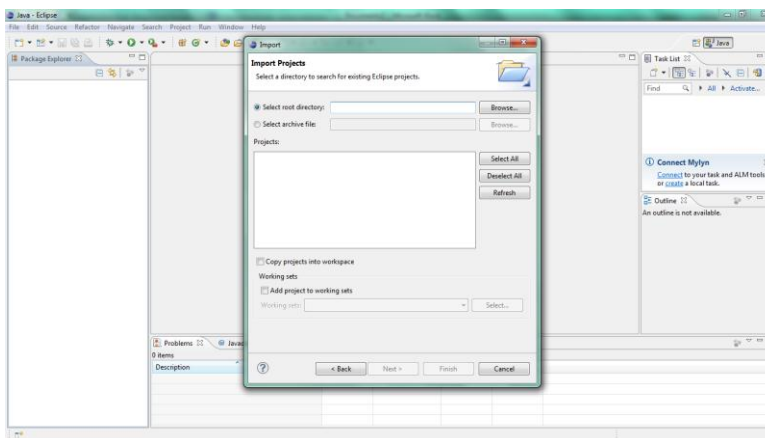 Java - Eclipse
File Edit Source Refactor Navigate Search Project Run Window Help
Java
Package Explorer
Import
Import Projects
Select a directory to search for existing Eclipse projects.
Select root directory:
Browse...
Select archive file:
Browse...
Projects:
Select All
Deselect All
Refresh
Copy projects into workspace
Working sets
Add project to working sets
Working sets:
Select...
< Back
Next >
Finish
Cancel
Task List
Find
All
Activate...
Connect Mylyn
Connect to your task and ALM tools
or create a local task.
Outline
An outline is not available.
Problems
0 items
Description